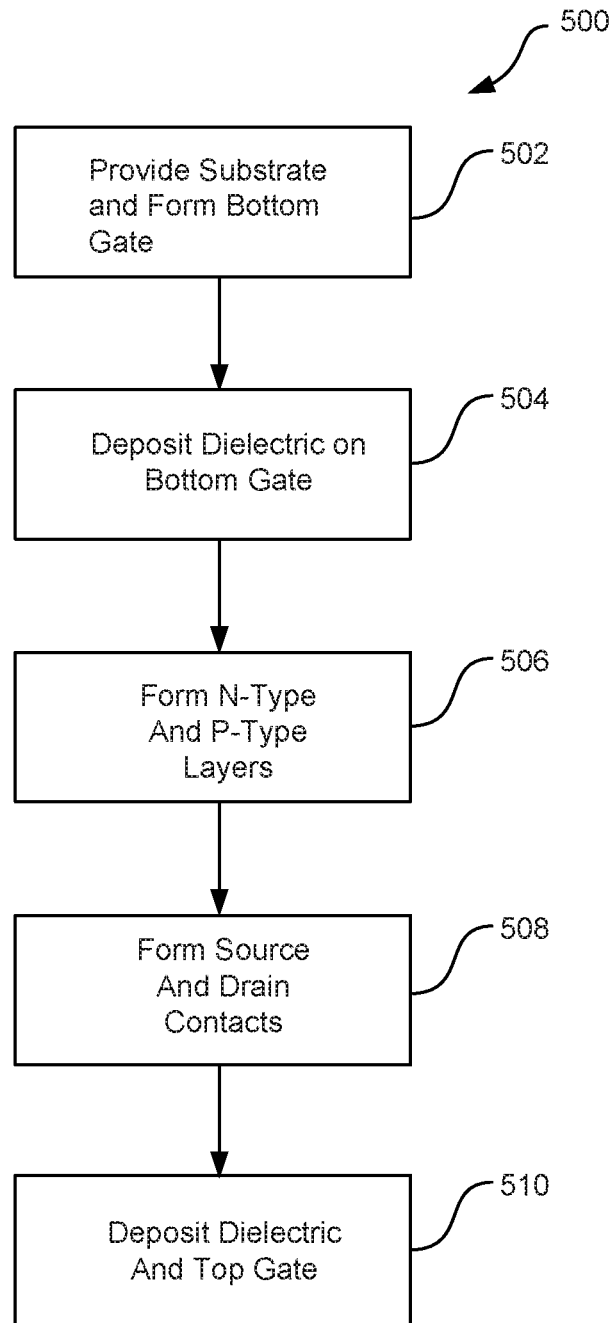 500
Provide Substrate
and Form Bottom
Gate
502
Deposit Dielectric on
Bottom Gate
504
Form N-Type
And P-Type
Layers
506
Form Source
And Drain
Contacts
508
Deposit Dielectric
And Top Gate
510